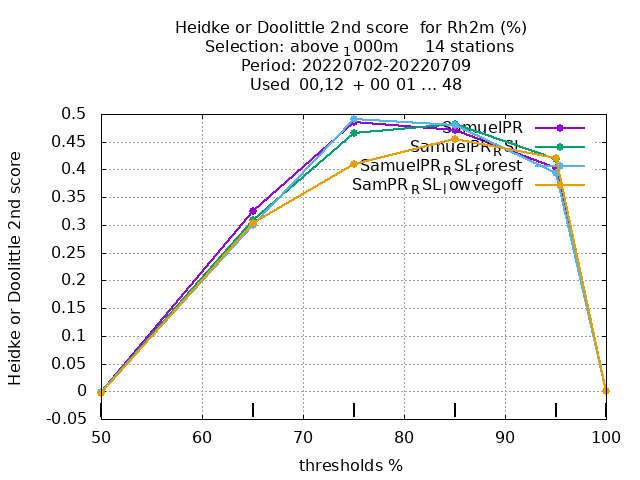 Heidke or Doolittle 2nd score  for Rh2m (%)
Selection: above 1000m     14 stations
Period: 20220702-20220709
Used  00,12  + 00 01 ... 48
Heidke or Doolittle 2nd score
0.5
0.45
0.4
0.35
0.3
0.25
0.2
0.15
0.1
0.05
0
-0.05
SamuelPR
SamuelPRRSL
SamuelPRRSLforest
SamPRRSLlowvegoff
50 60 70 80 90 100
thresholds %